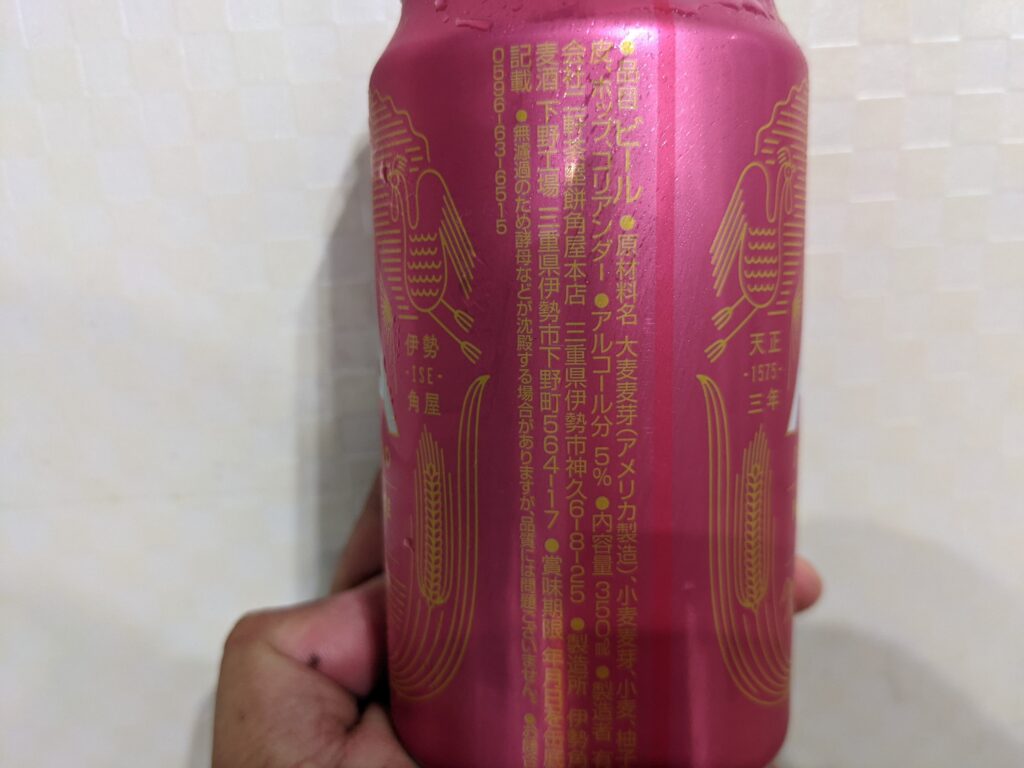 ●品目 ビール ●原材料名 大麦麦芽(アメリカ製造)、小麦麦芽、小麦、柚子
皮、ホップ、コリアンダー ●アルコール分 5% ●内容量 350㎖ ●製造者 有
会社二軒茶屋餅角屋本店 三重県伊勢市神久6-8-25 ●製造所 伊勢角
麦酒 下野工場 三重県伊勢市下野町564-17 ●賞味期限 年月日を缶底
記載 ●無濾過のため酵母などが沈殿する場合がありますが、品質には問題ございません。
0596-63-6515
伊勢
-ISE-
角屋
天正
-1575-
三年